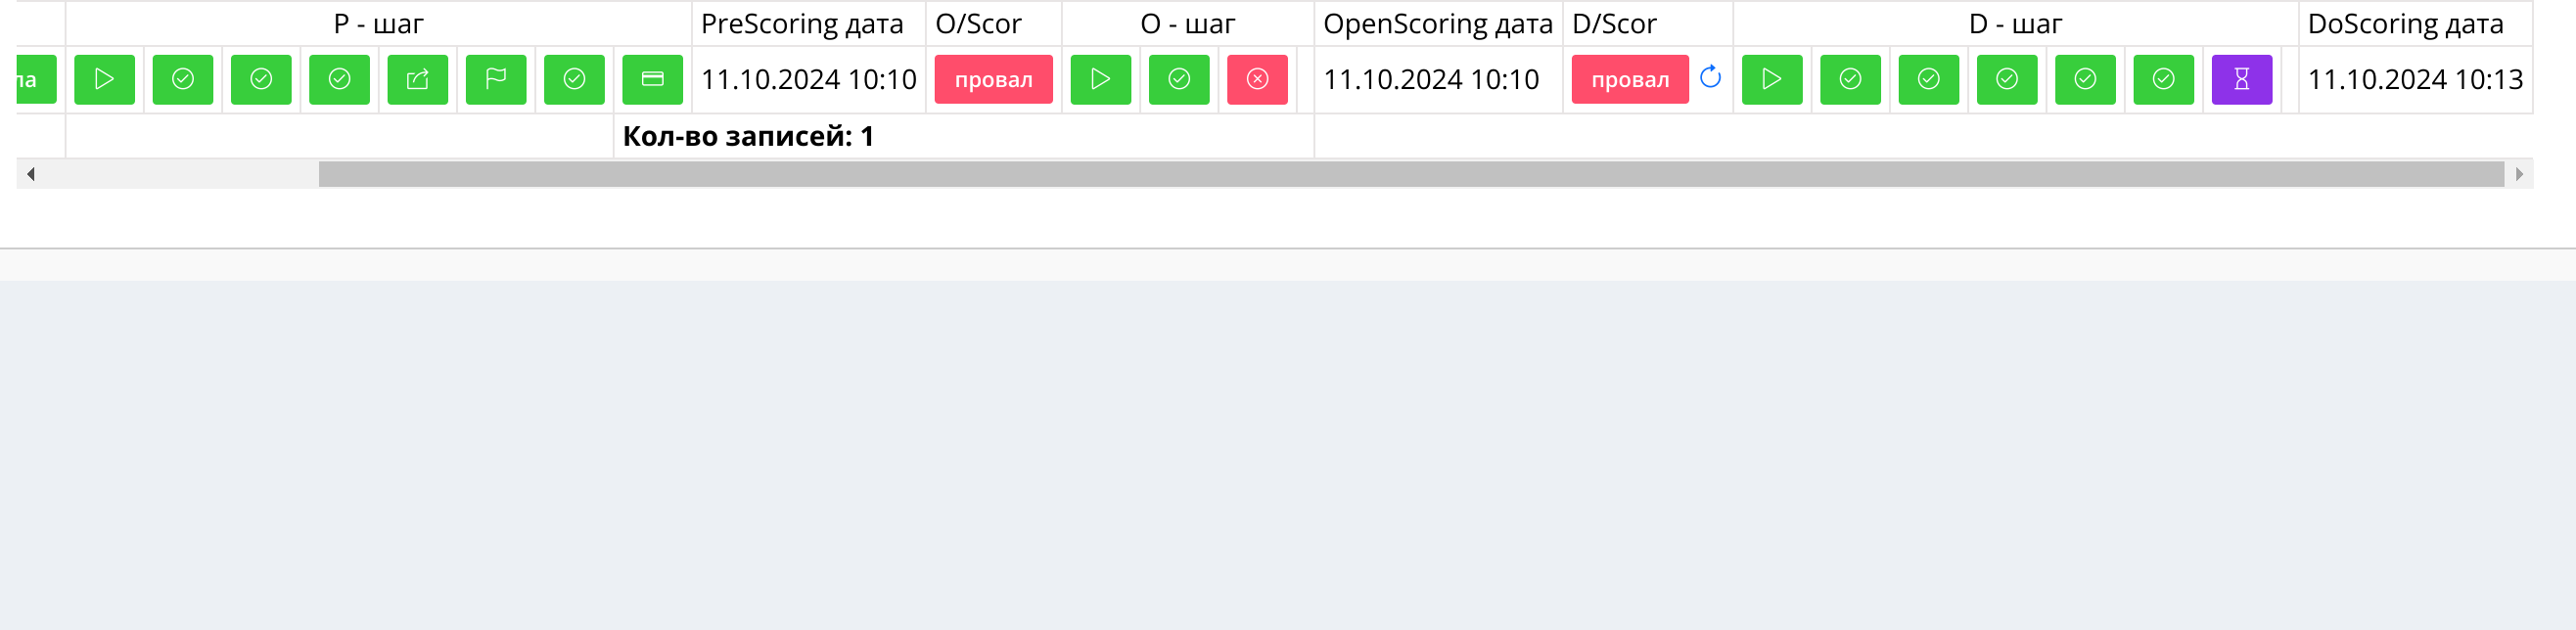 P - шаг PreScoring дата O/Scor O - шаг OpenScoring дата D/Scor D - шаг DoScoring дата
ла 11.10.2024 10:10 провал 11.10.2024 10:10 провал 11.10.2024 10:13
Кол-во записей: 1